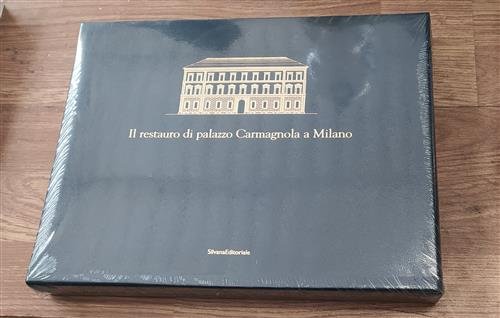 Il restauro di palazzo Carmagnola a Milano
SilvanaEditoriale